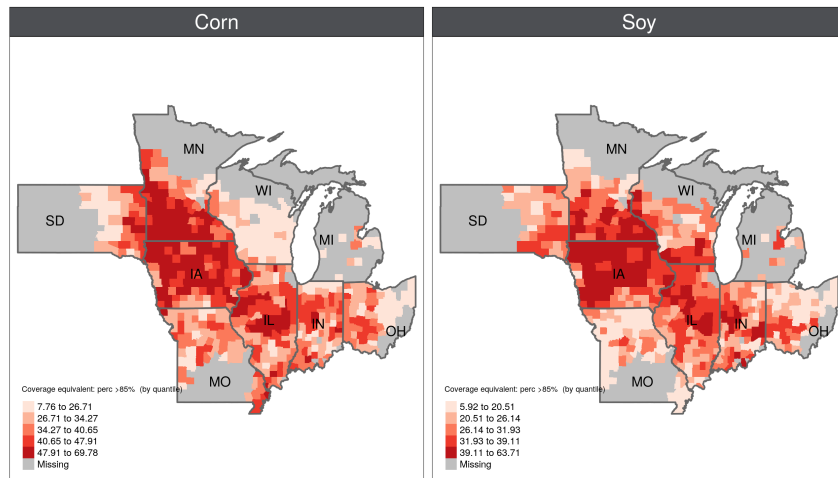 Corn
MN
WI
SD
MI
IA
IL
IN
OH
MO
Coverage equivalent: perc >85% (by quantile)
7.76 to 26.71
26.71 to 34.27
34.27 to 40.65
40.65 to 47.91
47.91 to 69.78
Missing
Soy
MN
WI
SD
MI
IA
IL
IN
OH
MO
Coverage equivalent: perc >85% (by quantile)
5.92 to 20.51
20.51 to 26.14
26.14 to 31.93
31.93 to 39.11
39.11 to 63.71
Missing